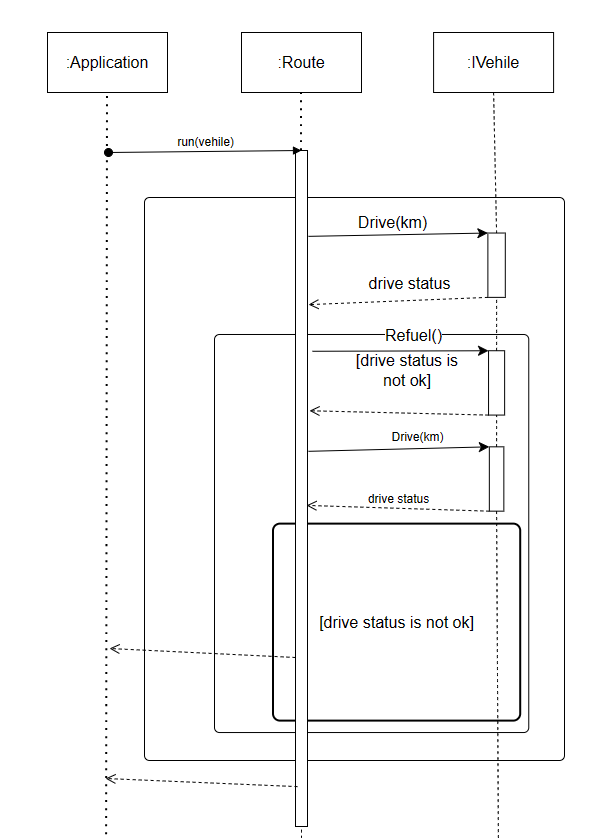 :Application
:Route
:IVehile
run(vehile)
Drive(km)
drive status
Refuel()
[drive status is
not ok]
Drive(km)
drive status
[drive status is not ok]